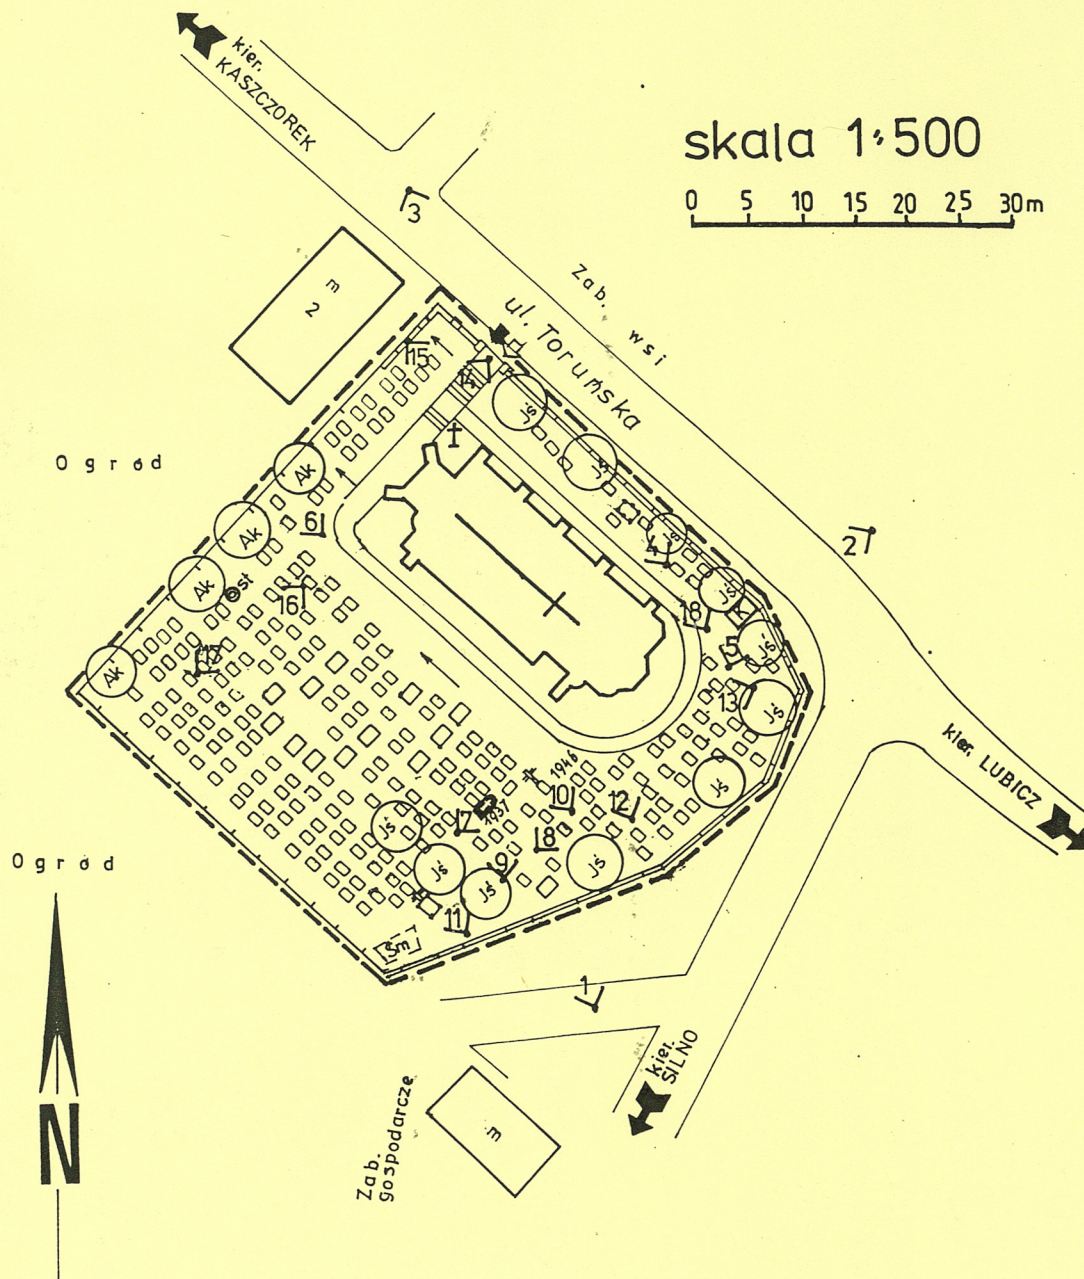 kier.
KASZCZOREK
skala 1:500
0 5 10 15 20 25 30m
3
m
2
Zab. wsi
ul. Toruńska
15
14
Jś
Jś
Ogród
Ak
6
Jś
4
2
Ak
st
Ak
16
Jś
18
K
Jś
5
17
Ak
13
Jś
kier. LUBICZ
1946
Jś
10
12
1937
7
Jś
8
Jś
9
Jś
Jś
Ogród
11
Śm
1
kier.
SILNO
Zab.
gospodarcze
m
N